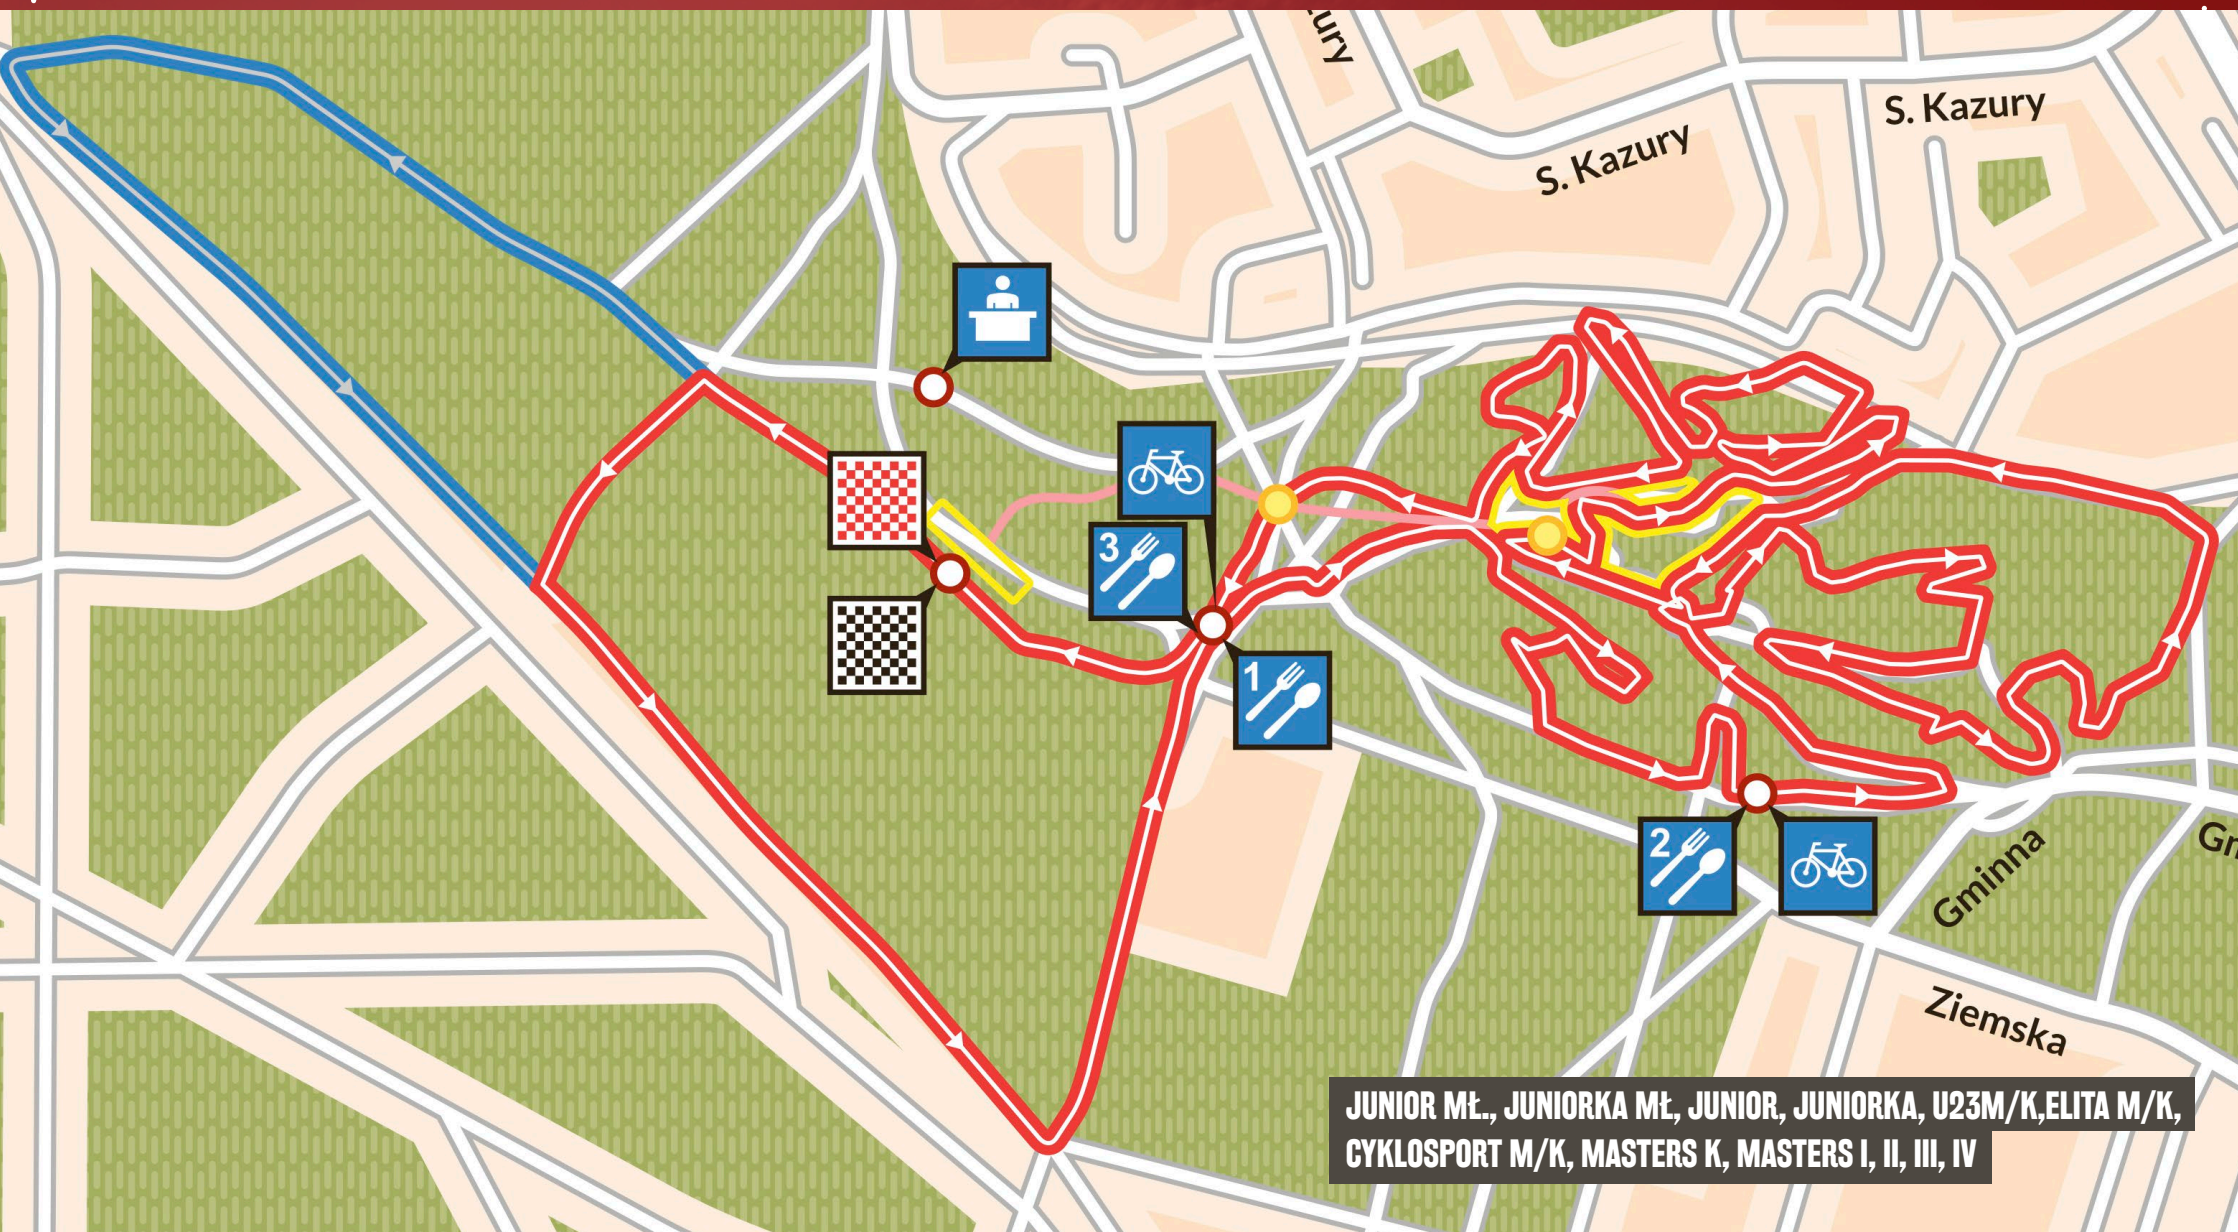 S. Kazury
S. Kazury
3
1
2
Gminna
Ziemska
JUNIOR MŁ., JUNIORKA MŁ, JUNIOR, JUNIORKA, U23M/K,ELITA M/K,
CYKLOSPORT M/K, MASTERS K, MASTERS I, II, III, IV